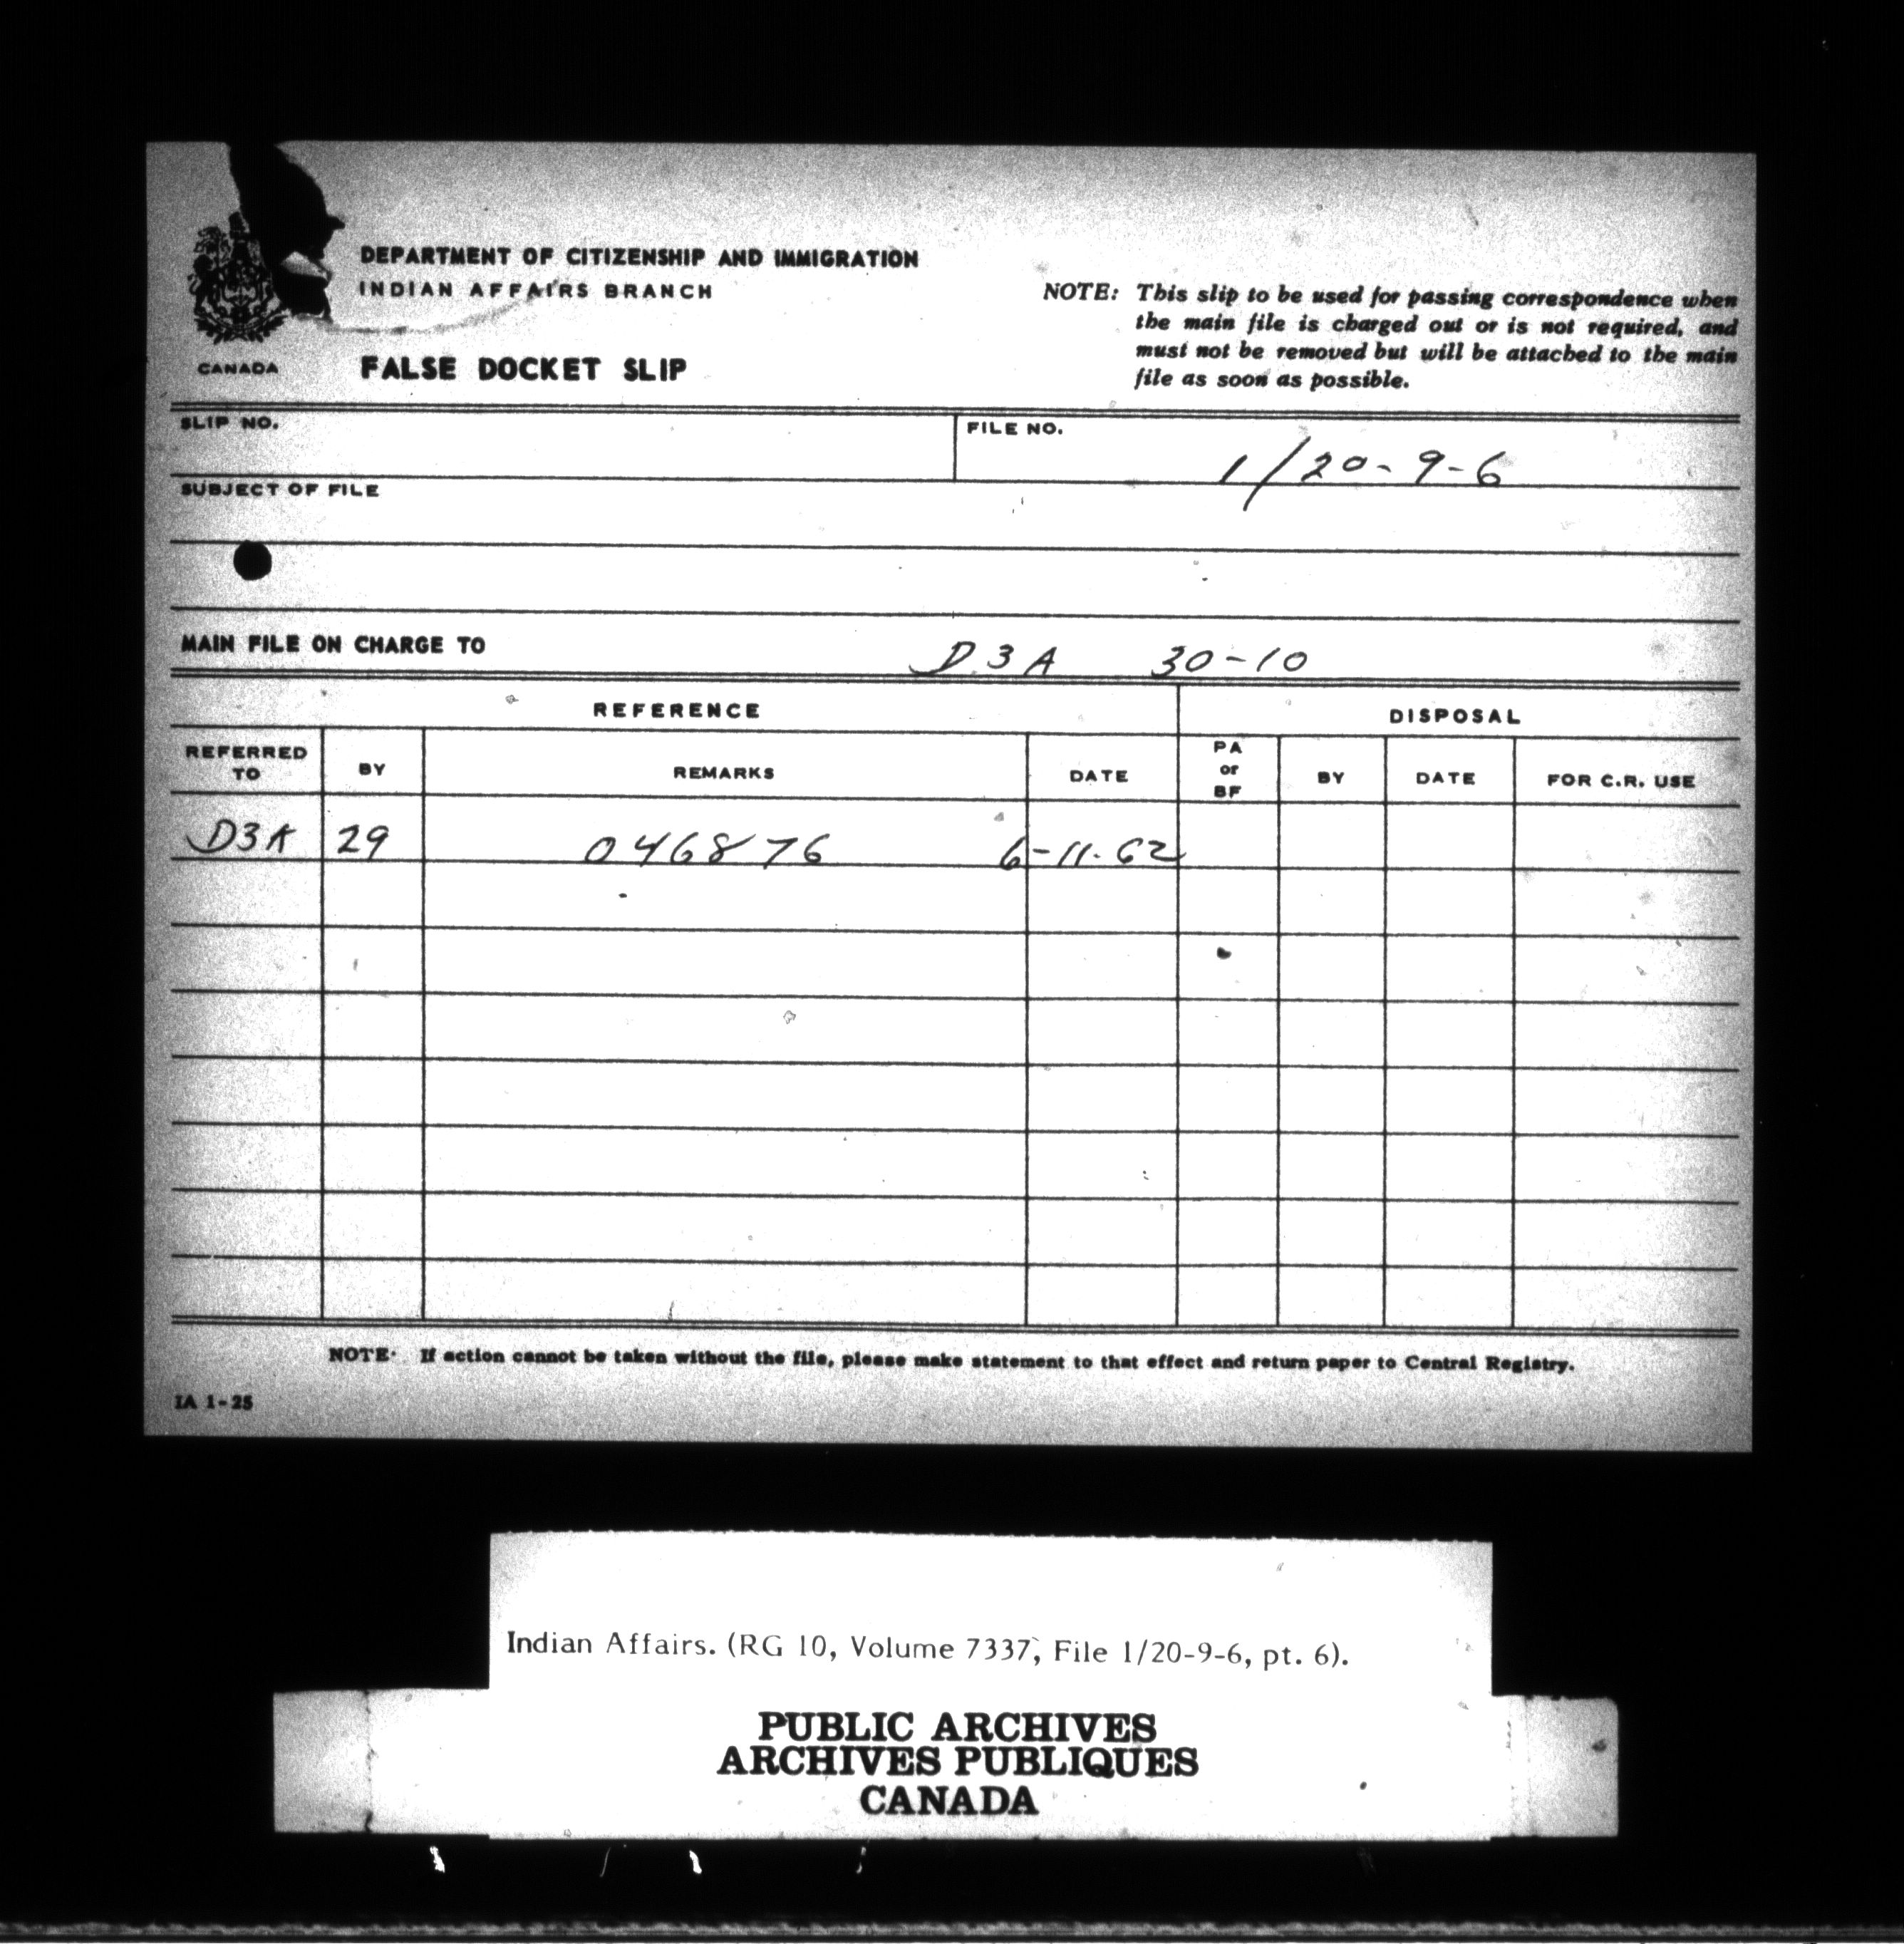 DEPARTMENT OF CITIZENSHIP AND IMMIGRATION
INDIAN AFFAIRS BRANCH
CANADA
FALSE DOCKET SLIP
NOTE: This slip to be used for passing correspondence when
the main file is charged out or is not required, and
must not be removed but will be attached to the main
file as soon as possible.
SLIP NO.
FILE NO. 1/20-9-6
SUBJECT OF FILE
MAIN FILE ON CHARGE TO D3A 30-10
REFERENCE DISPOSAL
REFERRED TO BY REMARKS DATE PA or BF BY DATE FOR C.R. USE
D3A 29 046876 6-11-62
NOTE: If action cannot be taken without the file, please make statement to that effect and return paper to Central Registry.
IA 1-25
Indian Affairs. (RG 10, Volume 7337, File 1/20-9-6, pt. 6).
PUBLIC ARCHIVES
ARCHIVES PUBLIQUES
CANADA